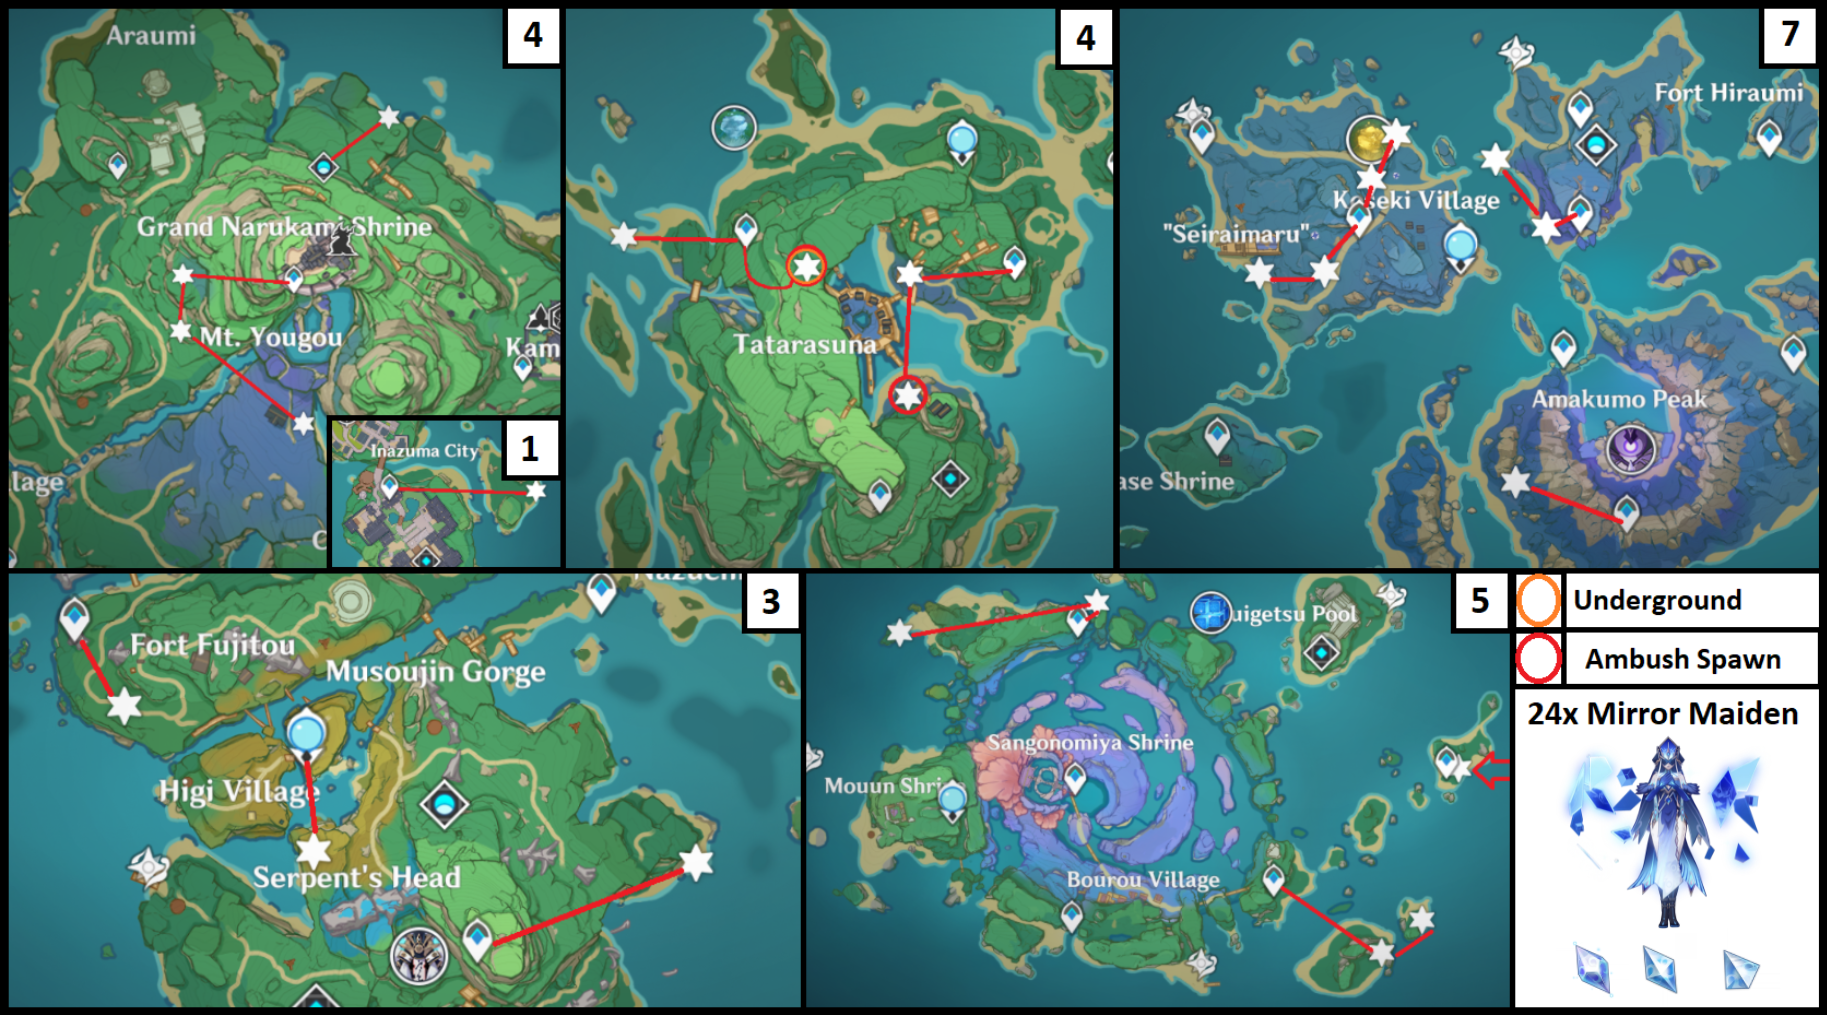 Araumi
4
Grand Narukami Shrine
Mt. Yougou
Kam
lage
C
Inazuma City
1
4
Tatarasuna
7
Fort Hiraumi
Koseki Village
"Seiraimaru"
Amakumo Peak
ase Shrine
3
Fort Fujitou
Musoujin Gorge
Higi Village
Serpent's Head
5
uigetsu Pool
Sangonomiya Shrine
Mouun Shri
Bourou Village
Underground
Ambush Spawn
24x Mirror Maiden